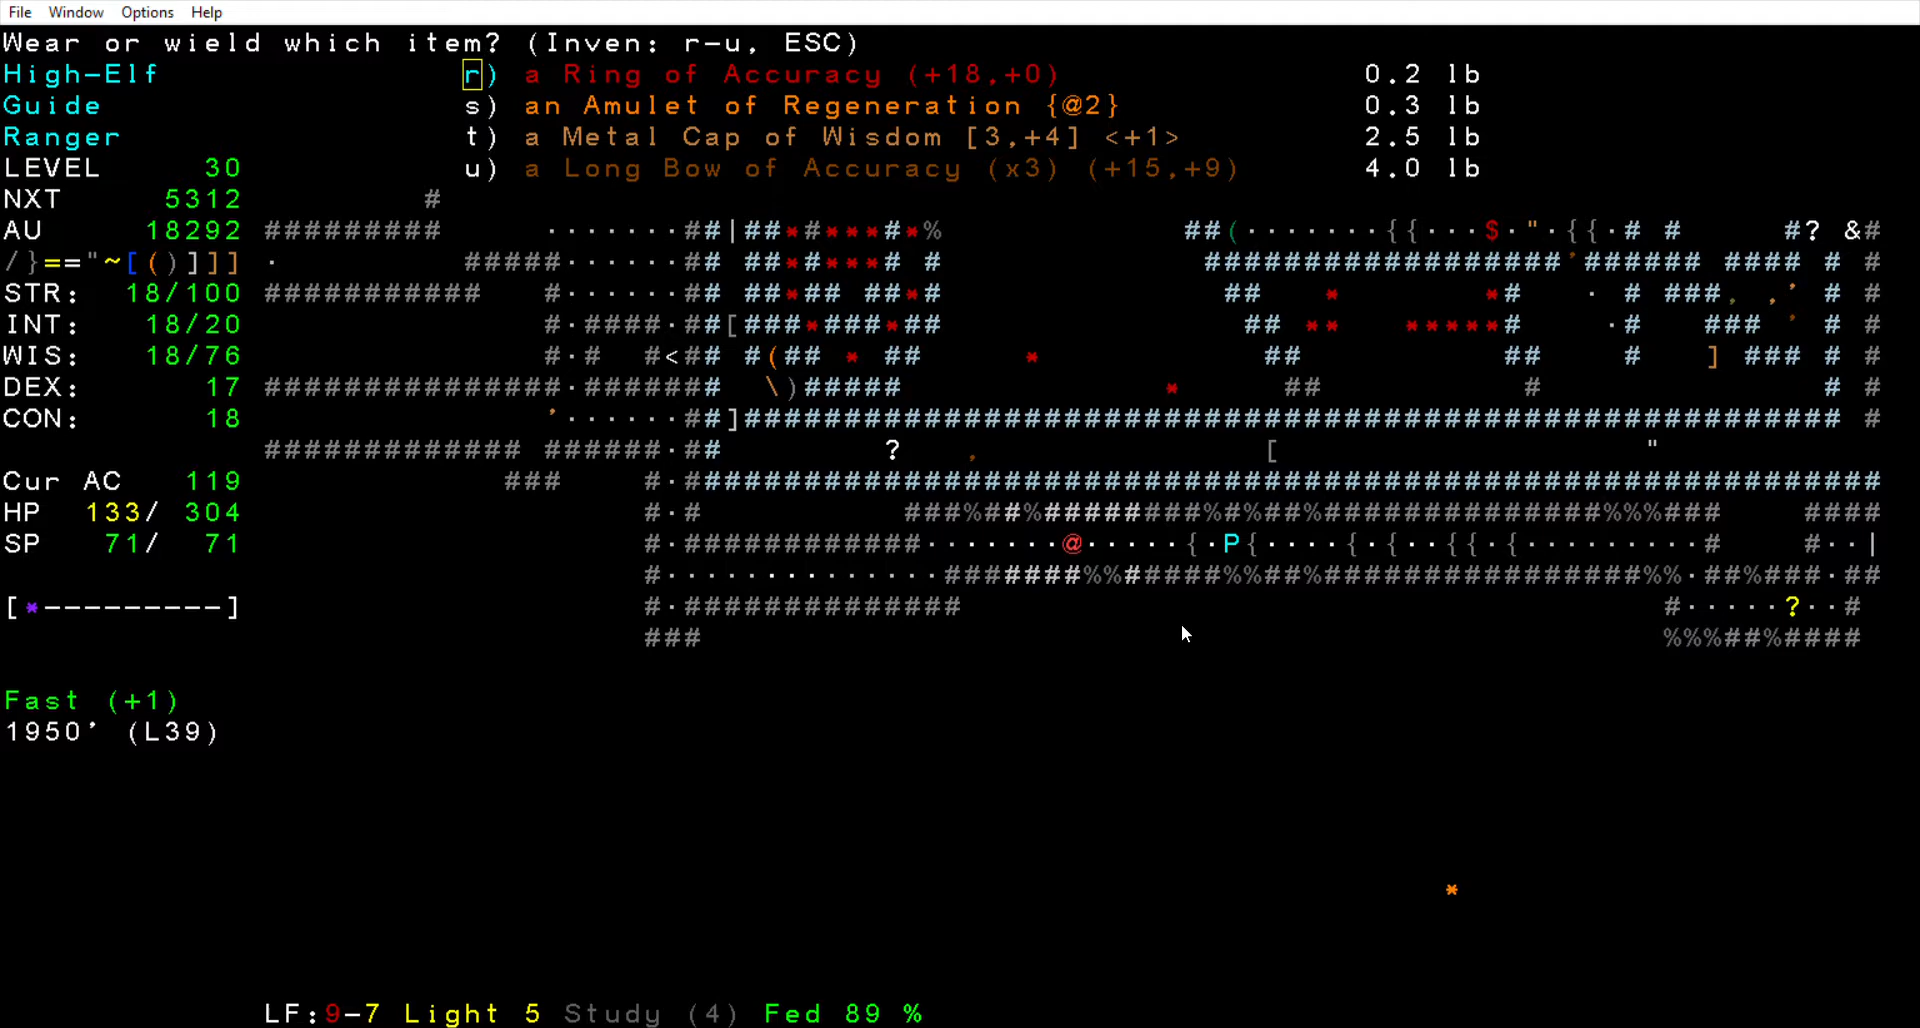 File Window Options Help
Wear or wield which item? (Inven: r-u, ESC)
High-Elf r) a Ring of Accuracy (+18,+0) 0.2 lb
Guide s) an Amulet of Regeneration {@2} 0.3 lb
Ranger t) a Metal Cap of Wisdom [3,+4] <+1> 2.5 lb
LEVEL 30 u) a Long Bow of Accuracy (x3) (+15,+9) 4.0 lb
NXT 5312
AU 18292
/}=="~[()]]]
STR: 18/100
INT: 18/20
WIS: 18/76
DEX: 17
CON: 18
Cur AC 119
HP 133/ 304
SP 71/ 71
[*---------]
Fast (+1)
1950' (L39)
LF:9-7 Light 5 Study (4) Fed 89 %